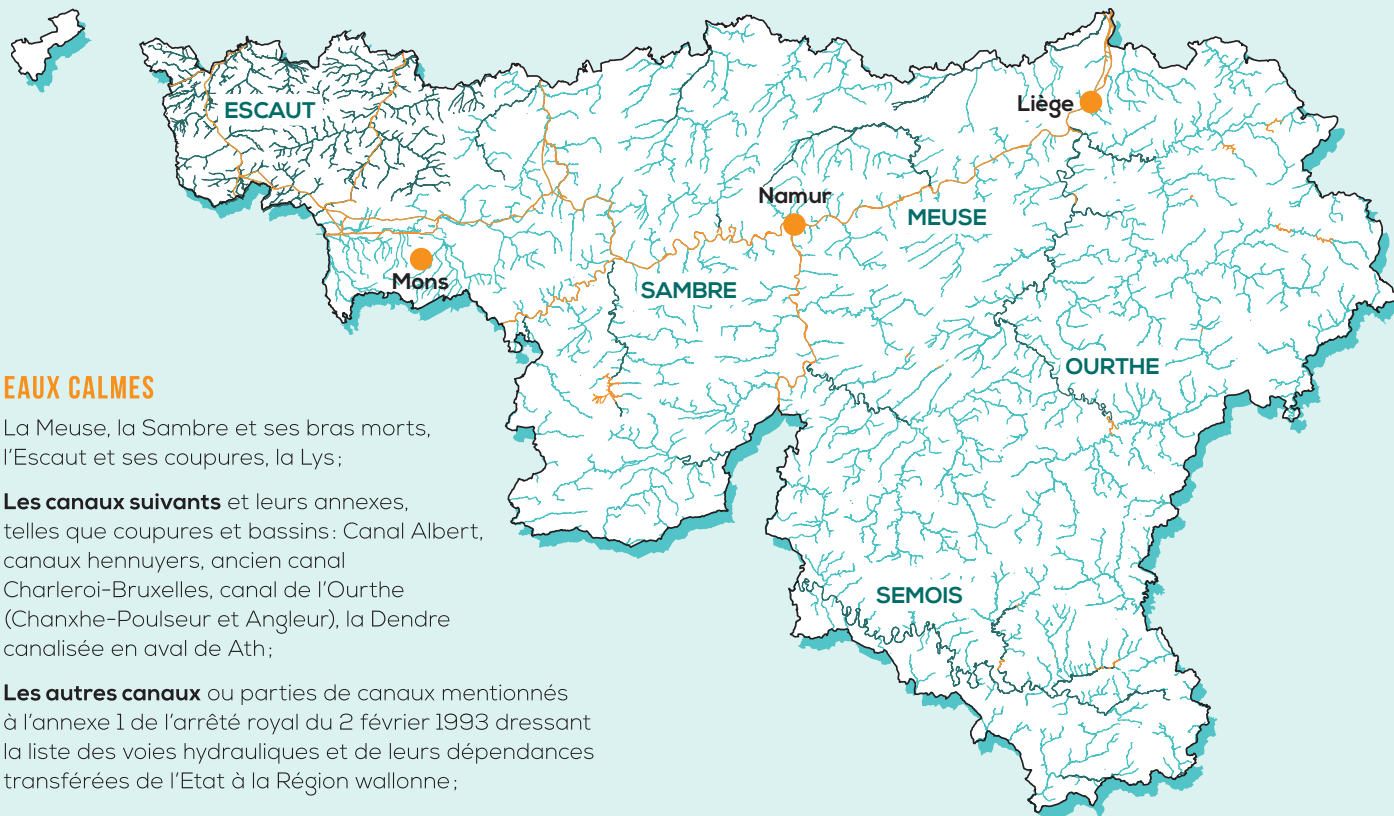 ESCAUT
Liège
Namur
MEUSE
Mons
SAMBRE
OURTHE
SEMOIS
EAUX CALMES
La Meuse, la Sambre et ses bras morts,
l'Escaut et ses coupures, la Lys;
Les canaux suivants et leurs annexes,
telles que coupures et bassins: Canal Albert,
canaux hennuyers, ancien canal
Charleroi-Bruxelles, canal de l'Ourthe
(Chanxhe-Poulseur et Angleur), la Dendre
canalisée en aval de Ath;
Les autres canaux ou parties de canaux mentionnés
à l'annexe 1 de l'arrêté royal du 2 février 1993 dressant
la liste des voies hydrauliques et de leurs dépendances
transférées de l'Etat à la Région wallonne;